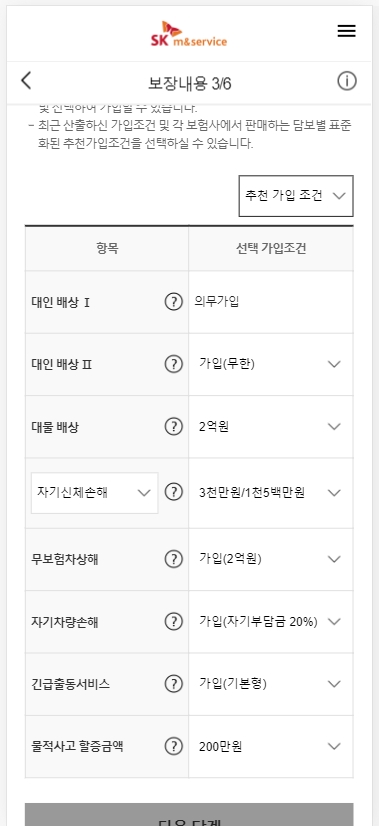 SK m&service
보장내용 3/6
및 선택하여 가입할 수 있습니다.
- 최근 산출하신 가입조건 및 각 보험사에서 판매하는 담보별 표준
화된 추천가입조건을 선택하실 수 있습니다.
추천 가입 조건
항목 선택 가입조건
대인 배상 Ⅰ ? 의무가입
대인 배상 Ⅱ ? 가입(무한)
대물 배상 ? 2억원
자기신체손해 ? 3천만원/1천5백만원
무보험차상해 ? 가입(2억원)
자기차량손해 ? 가입(자기부담금 20%)
긴급출동서비스 ? 가입(기본형)
물적사고 할증금액 ? 200만원
다음 단계